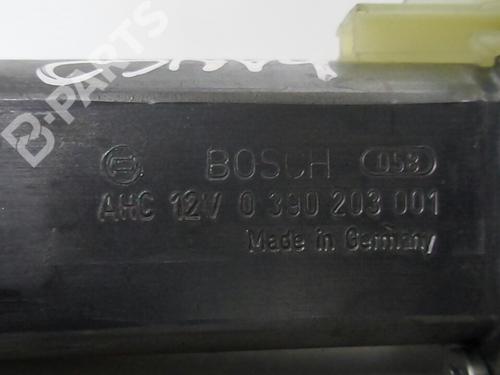 B-PARTS
BOSCH 058
AHC 12V 0 390 203 001
Made in Germany